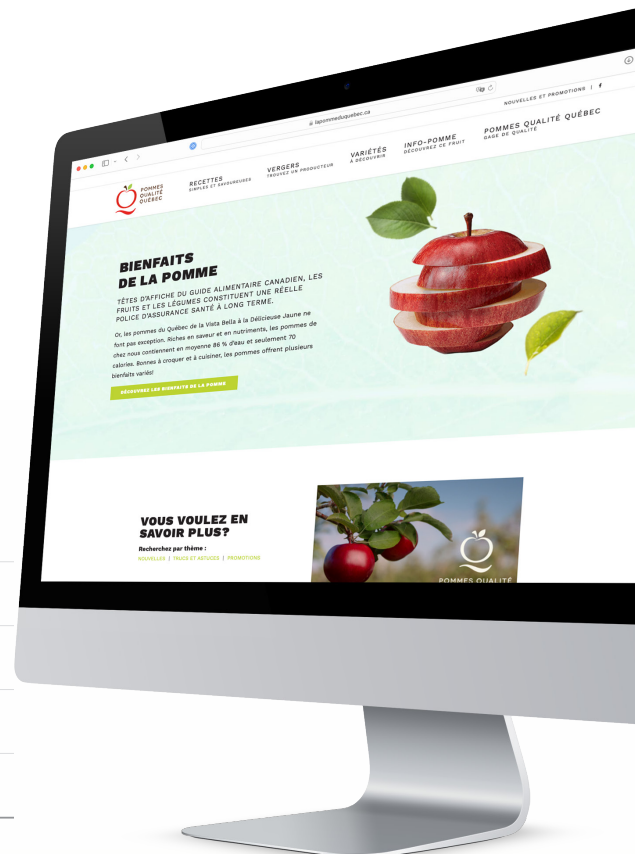 lapommeduquebec.ca
NOUVELLES ET PROMOTIONS | f
POMMES
QUALITÉ
QUÉBEC
RECETTES
SIMPLES ET SAVOUREUSES
VERGERS
TROUVEZ UN PRODUCTEUR
VARIÉTÉS
À DÉCOUVRIR
INFO-POMME
DÉCOUVREZ CE FRUIT
POMMES QUALITÉ QUÉBEC
GAGE DE QUALITÉ
BIENFAITS
DE LA POMME
TÊTES D'AFFICHE DU GUIDE ALIMENTAIRE CANADIEN, LES
FRUITS ET LES LÉGUMES CONSTITUENT UNE RÉELLE
POLICE D'ASSURANCE SANTÉ À LONG TERME.
Or, les pommes du Québec de la Vista Bella à la Délicieuse Jaune ne
font pas exception. Riches en saveur et en nutriments, les pommes de
chez nous contiennent en moyenne 86 % d'eau et seulement 70
calories. Bonnes à croquer et à cuisiner, les pommes offrent plusieurs
bienfaits variés!
DÉCOUVREZ LES BIENFAITS DE LA POMME
VOUS VOULEZ EN
SAVOIR PLUS?
Recherchez par thème :
NOUVELLES | TRUCS ET ASTUCES | PROMOTIONS
POMMES QUALITÉ